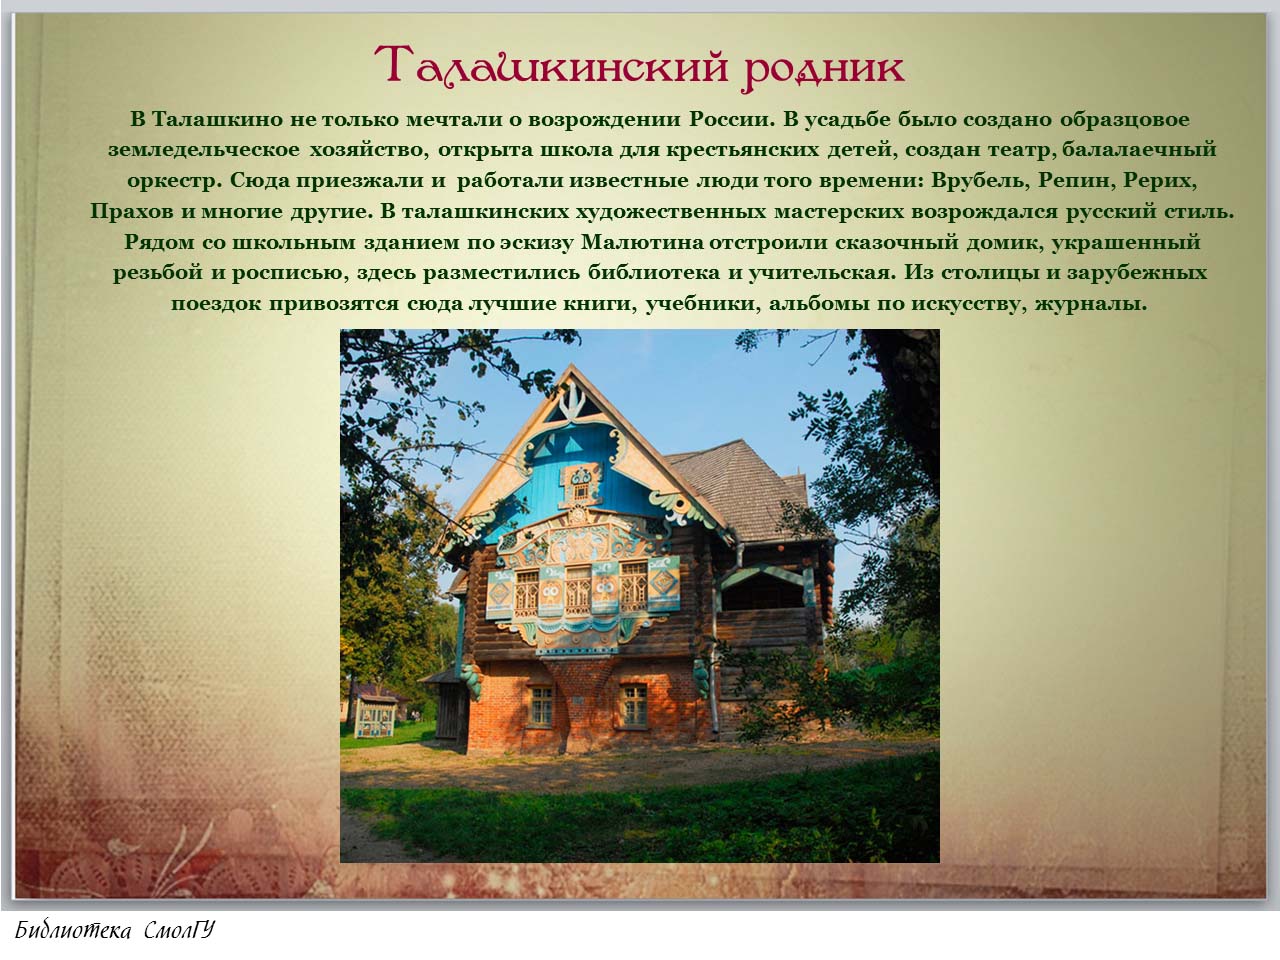 Талашкинский родник
В Талашкино не только мечтали о возрождении России. В усадьбе было создано образцовое
земледельческое хозяйство, открыта школа для крестьянских детей, создан театр, балалаечный
оркестр. Сюда приезжали и работали известные люди того времени: Врубель, Репин, Рерих,
Прахов и многие другие. В талашкинских художественных мастерских возрождался русский стиль.
Рядом со школьным зданием по эскизу Малютина отстроили сказочный домик, украшенный
резьбой и росписью, здесь разместились библиотека и учительская. Из столицы и зарубежных
поездок привозятся сюда лучшие книги, учебники, альбомы по искусству, журналы.
Библиотека СмолГУ